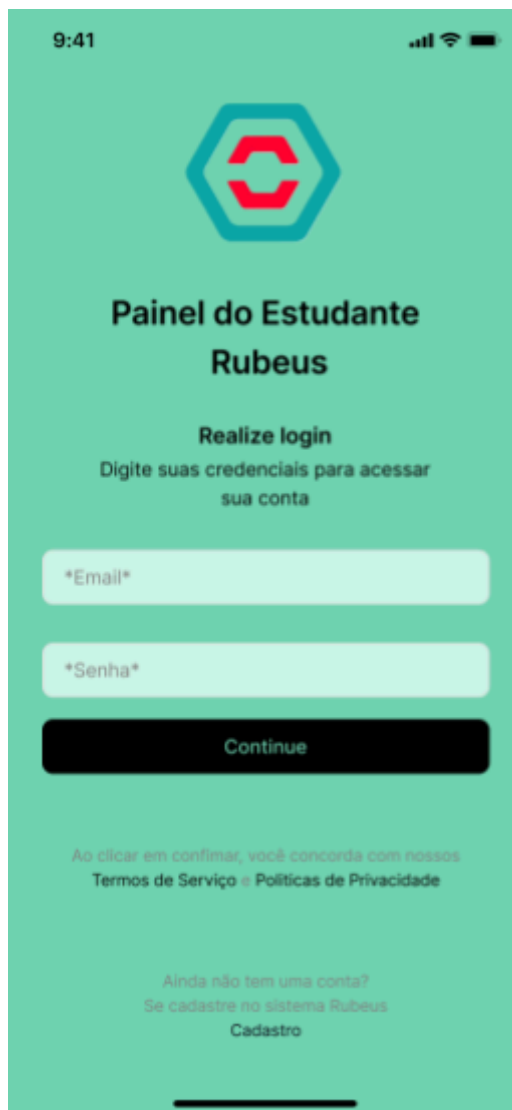 9:41
Painel do Estudante
Rubeus
Realize login
Digite suas credenciais para acessar
sua conta
*Email*
*Senha*
Continue
Ao clicar em confimar, você concorda com nossos
Termos de Serviço e Politicas de Privacidade
Ainda não tem uma conta?
Se cadastre no sistema Rubeus
Cadastro